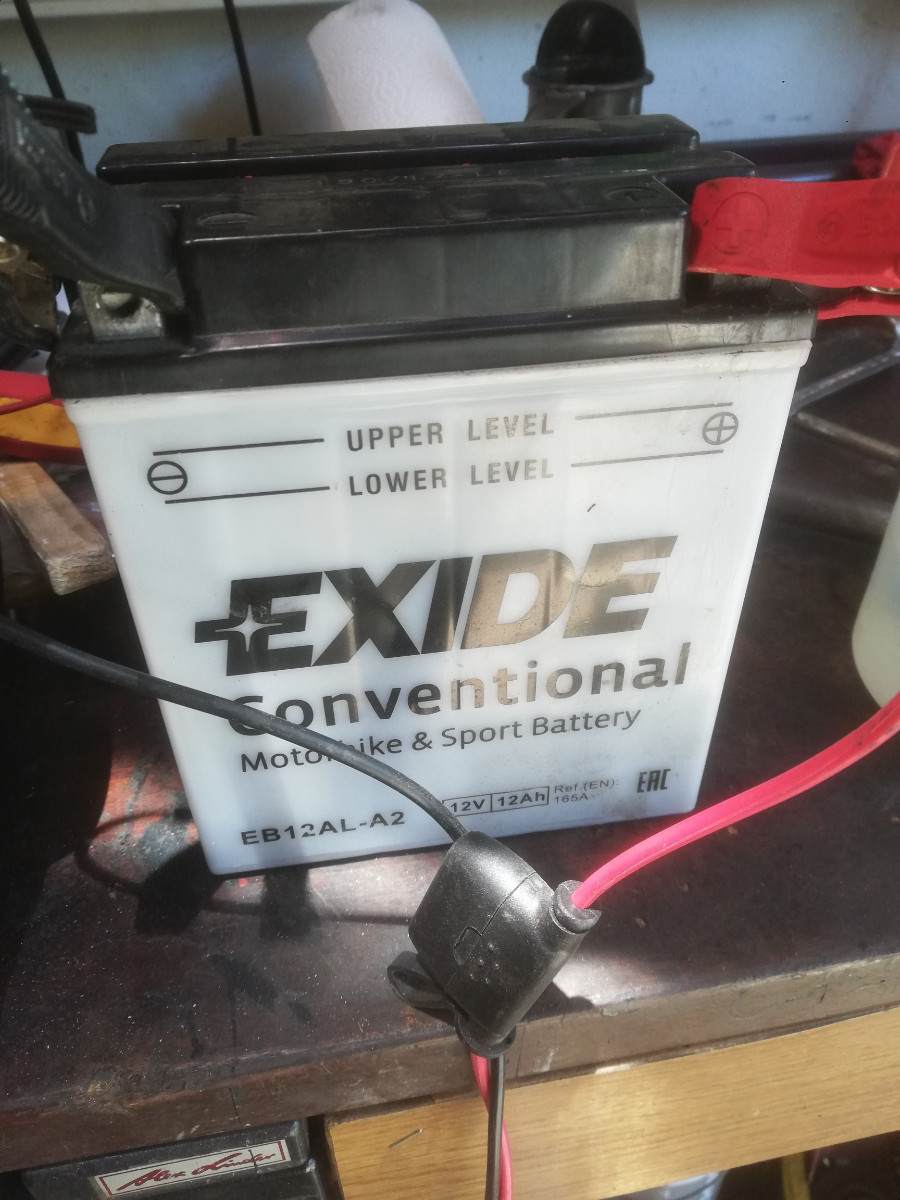 UPPER LEVEL
LOWER LEVEL
EXIDE
Conventional
Motorbike & Sport Battery
EB12AL-A2
12V 12Ah
Ref.(EN):
165A
EAC